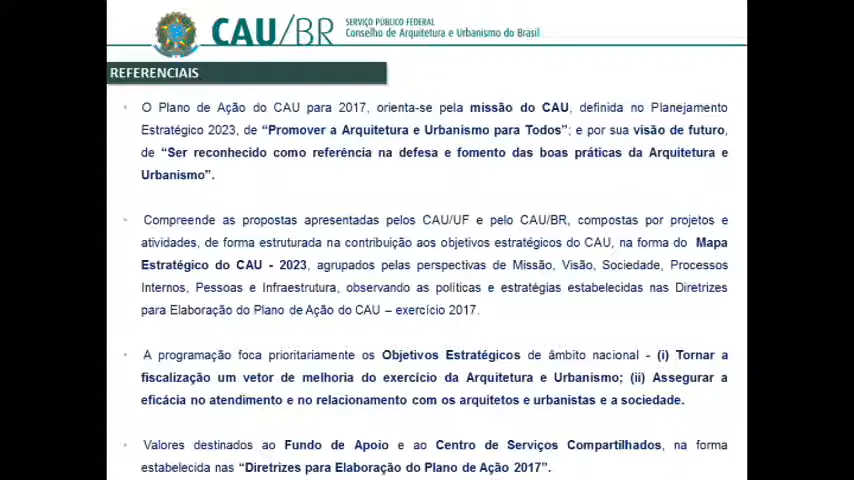 CAU/BR
SERVIÇO PÚBLICO FEDERAL
Conselho de Arquitetura e Urbanismo do Brasil
REFERENCIAIS
• O Plano de Ação do CAU para 2017, orienta-se pela missão do CAU, definida no Planejamento
Estratégico 2023, de “Promover a Arquitetura e Urbanismo para Todos”; e por sua visão de futuro,
de “Ser reconhecido como referência na defesa e fomento das boas práticas da Arquitetura e
Urbanismo”.
• Compreende as propostas apresentadas pelos CAU/UF e pelo CAU/BR, compostas por projetos e
atividades, de forma estruturada na contribuição aos objetivos estratégicos do CAU, na forma do Mapa
Estratégico do CAU - 2023, agrupados pelas perspectivas de Missão, Visão, Sociedade, Processos
Internos, Pessoas e Infraestrutura, observando as políticas e estratégias estabelecidas nas Diretrizes
para Elaboração do Plano de Ação do CAU – exercício 2017.
• A programação foca prioritariamente os Objetivos Estratégicos de âmbito nacional - (i) Tornar a
fiscalização um vetor de melhoria do exercício da Arquitetura e Urbanismo; (ii) Assegurar a
eficácia no atendimento e no relacionamento com os arquitetos e urbanistas e a sociedade.
• Valores destinados ao Fundo de Apoio e ao Centro de Serviços Compartilhados, na forma
estabelecida nas “Diretrizes para Elaboração do Plano de Ação 2017”.